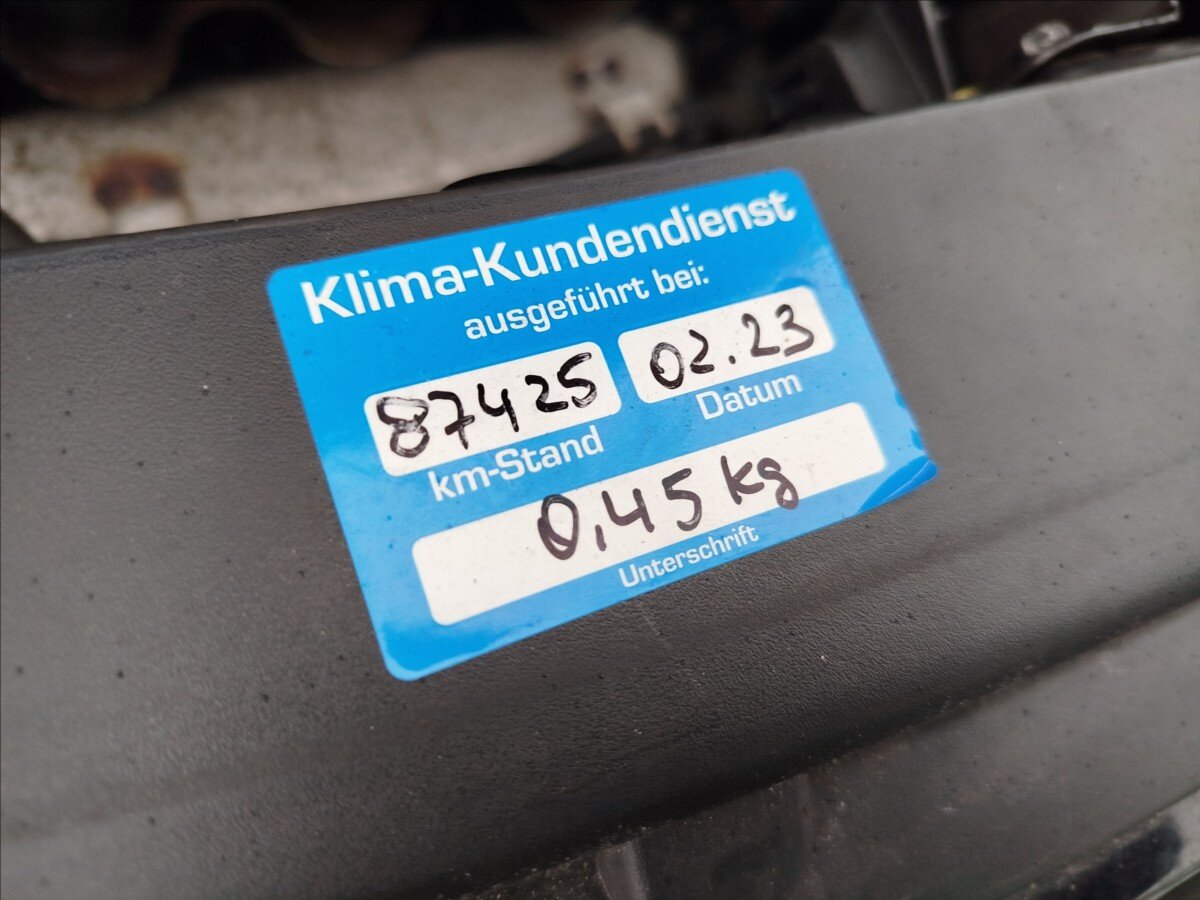 Klima-Kundendienst
ausgeführt bei:
87425 02.23
km-Stand Datum
0,45 kg
Unterschrift